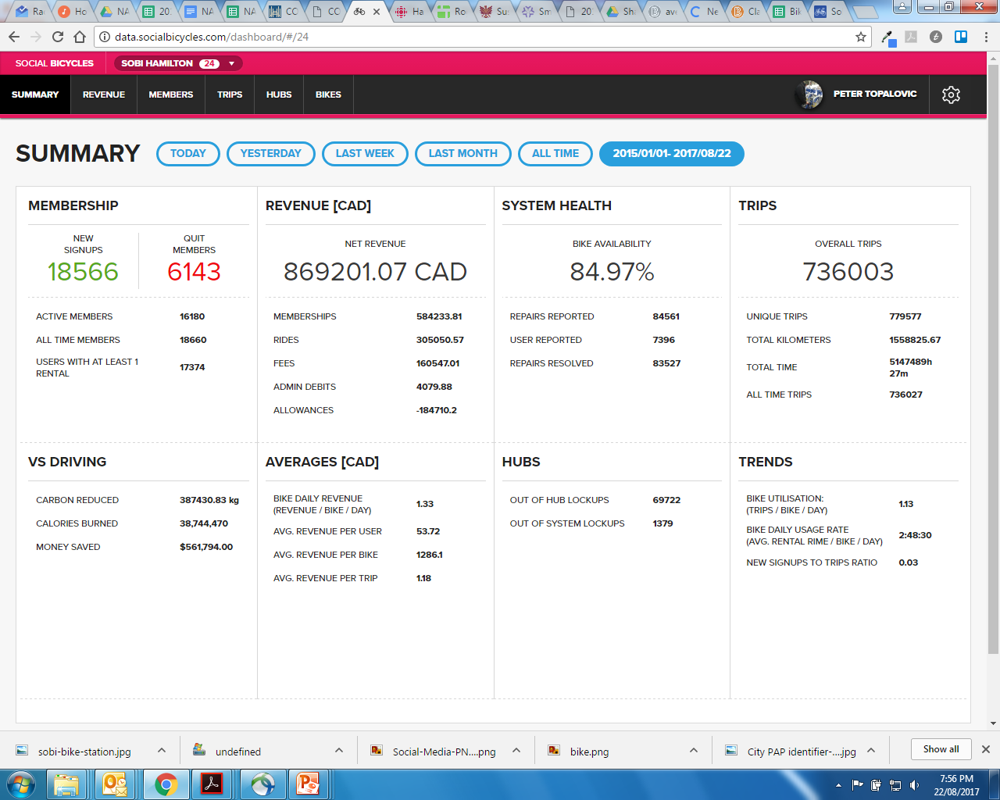 Ra
Ho
NA
20
NA
NA
CC
CC
Ha
Ro
Sus
Sm
20
Sha
ave
Ne
Cla
Bik
So
data.socialbicycles.com/dashboard/#/24
SOCIAL BICYCLES
SOBI HAMILTON 24
SUMMARY REVENUE MEMBERS TRIPS HUBS BIKES
PETER TOPALOVIC
SUMMARY
TODAY YESTERDAY LAST WEEK LAST MONTH ALL TIME 2015/01/01- 2017/08/22
MEMBERSHIP
NEW
SIGNUPS
18566
QUIT
MEMBERS
6143
ACTIVE MEMBERS 16180
ALL TIME MEMBERS 18660
USERS WITH AT LEAST 1
RENTAL
17374
REVENUE [CAD]
NET REVENUE
869201.07 CAD
MEMBERSHIPS 584233.81
RIDES 305050.57
FEES 160547.01
ADMIN DEBITS 4079.88
ALLOWANCES -184710.2
SYSTEM HEALTH
BIKE AVAILABILITY
84.97%
REPAIRS REPORTED 84561
USER REPORTED 7396
REPAIRS RESOLVED 83527
TRIPS
OVERALL TRIPS
736003
UNIQUE TRIPS 779577
TOTAL KILOMETERS 1558825.67
TOTAL TIME 5147489h
27m
ALL TIME TRIPS 736027
VS DRIVING
CARBON REDUCED 387430.83 kg
CALORIES BURNED 38,744,470
MONEY SAVED $561,794.00
AVERAGES [CAD]
BIKE DAILY REVENUE
(REVENUE / BIKE / DAY)
1.33
AVG. REVENUE PER USER 53.72
AVG. REVENUE PER BIKE 1286.1
AVG. REVENUE PER TRIP 1.18
HUBS
OUT OF HUB LOCKUPS 69722
OUT OF SYSTEM LOCKUPS 1379
TRENDS
BIKE UTILISATION:
(TRIPS / BIKE / DAY)
1.13
BIKE DAILY USAGE RATE
(AVG. RENTAL RIME / BIKE / DAY)
2:48:30
NEW SIGNUPS TO TRIPS RATIO 0.03
sobi-bike-station.jpg
undefined
Social-Media-PN....png
bike.png
City PAP identifier-....jpg
Show all
7:56 PM
22/08/2017